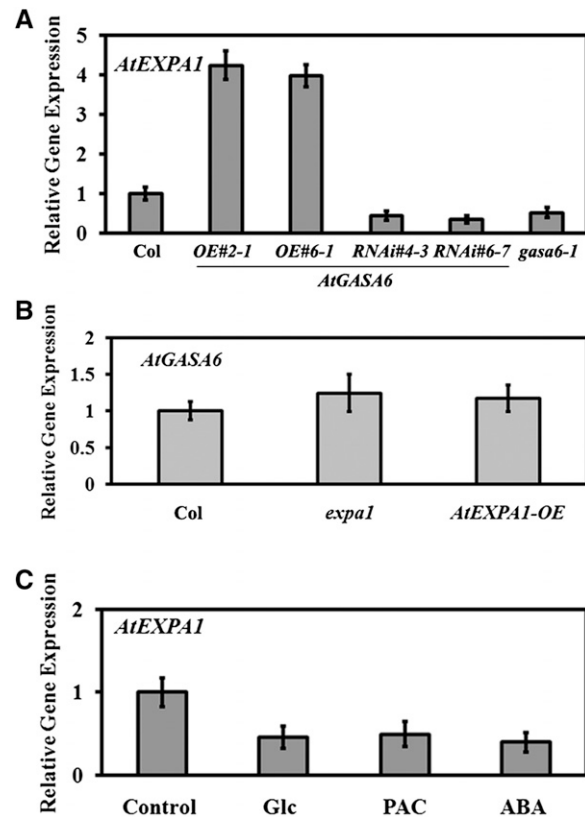 A
Relative Gene Expression
AtEXPA1
5
4
3
2
1
0
Col OE#2-1 OE#6-1 RNAi#4-3 RNAi#6-7 gasa6-1
AtGASA6
B
Relative Gene Expression
AtGASA6
2
1.5
1
0.5
0
Col expa1 AtEXPA1-OE
C
Relative Gene Expression
AtEXPA1
2
1
0
Control Glc PAC ABA